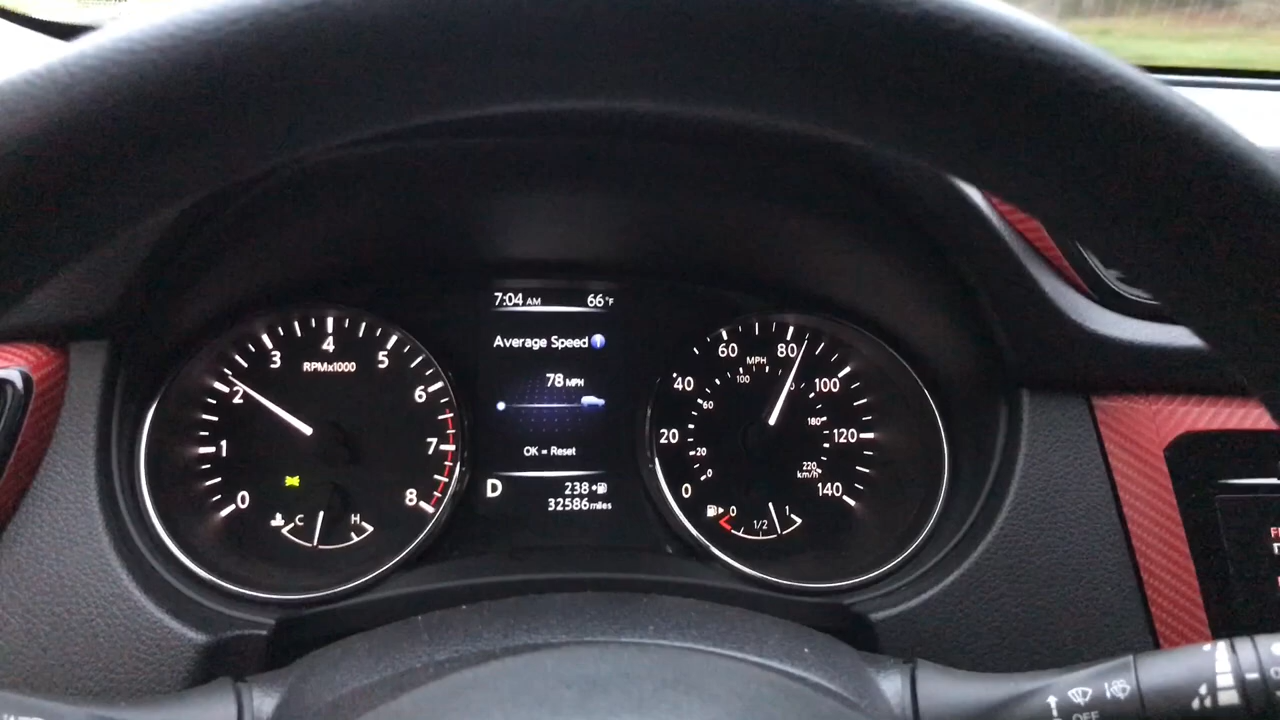 7:04 AM 66°F
Average Speed
78 MPH
OK = Reset
D 238
32586 miles
0 1 2 3 4 5 6 7 8
RPMx1000
C H
0 20 40 60 80 100 120 140
MPH
0 20 60 100 180 220
km/h
0 1/2 1
OFF